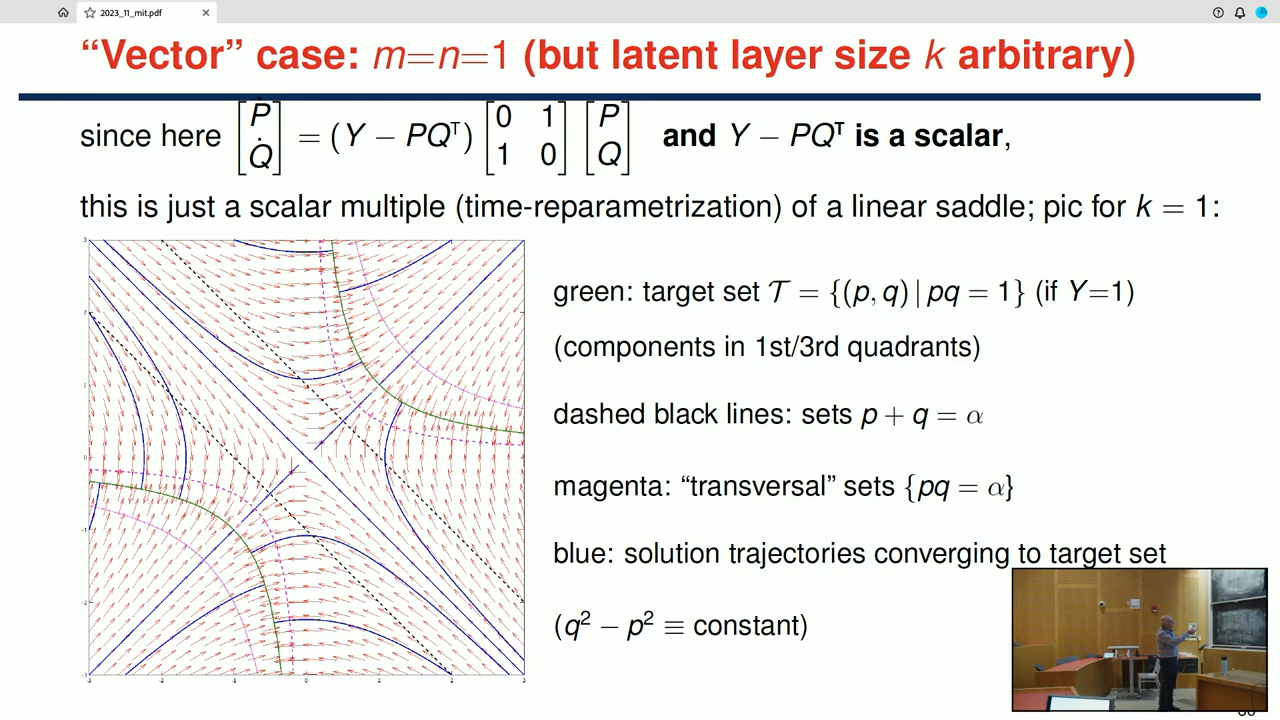 2023_11_mit.pdf
“Vector” case: m=n=1 (but latent layer size k arbitrary)
since here [Ṗ Q̇] = (Y − PQᵀ) [0 1 1 0] [P Q] and Y − PQᵀ is a scalar,
this is just a scalar multiple (time-reparametrization) of a linear saddle; pic for k = 1:
green: target set 𝒯 = {(p, q) | pq = 1} (if Y=1)
(components in 1st/3rd quadrants)
dashed black lines: sets p + q = α
magenta: “transversal” sets {pq = α}
blue: solution trajectories converging to target set
(q² − p² ≡ constant)